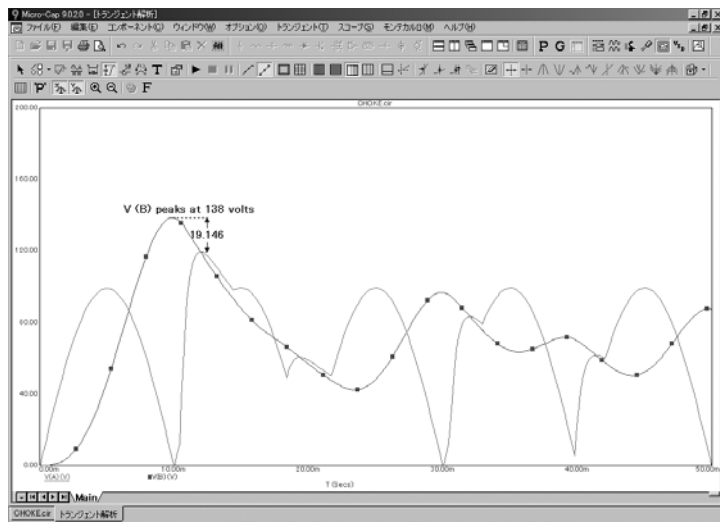 9 Micro-Cap 9.0.2.0 - [トランジェント解析]
ファイル(F) 編集(E) コンポーネント(C) ウィンドウ(W) オプション(O) トランジェント(T) スコープ(S) モンテカルロ(M) ヘルプ(H)
P G
T
F
CHOKE.cir
200.00
160.00
V (B) peaks at 138 volts
19.146
120.00
80.00
40.00
0.00
0.00m 10.00m 20.00m 30.00m 40.00m 50.00m
V(A) (V) V(B) (V)
T (Secs)
Main
CHOKE.cir トランジェント解析